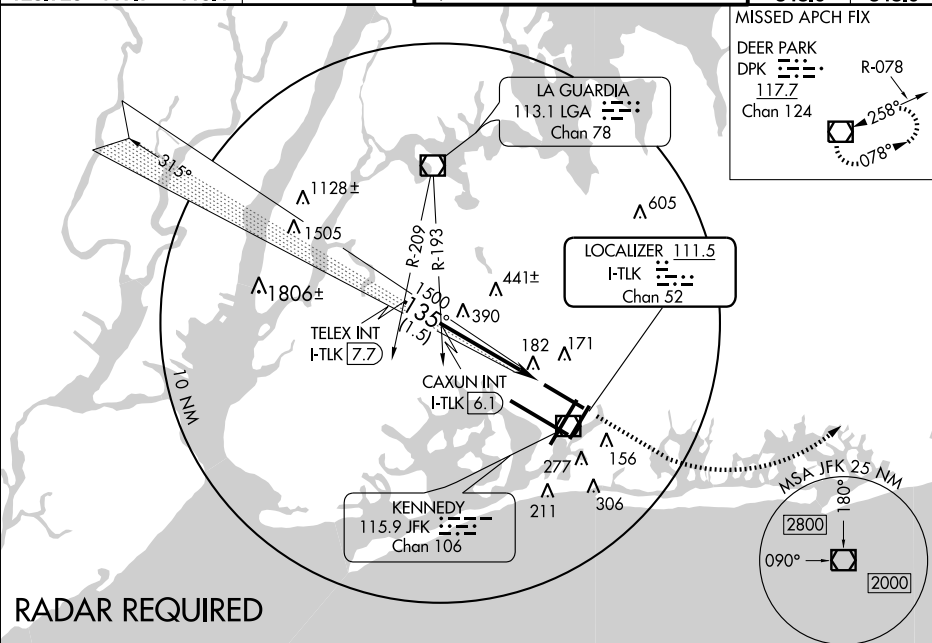 MISSED APCH FIX
DEER PARK
DPK
117.7
Chan 124
R-078
258°
078°
LA GUARDIA
113.1 LGA
Chan 78
315°
1128±
1505
1806±
605
R-209
R-193
LOCALIZER 111.5
I-TLK
Chan 52
441±
390
1500
135°
(1.5)
TELEX INT
I-TLK 7.7
182
171
CAXUN INT
I-TLK 6.1
10 NM
156
277
306
211
KENNEDY
115.9 JFK
Chan 106
MSA JFK 25 NM
180°
2800
090°
2000
RADAR REQUIRED